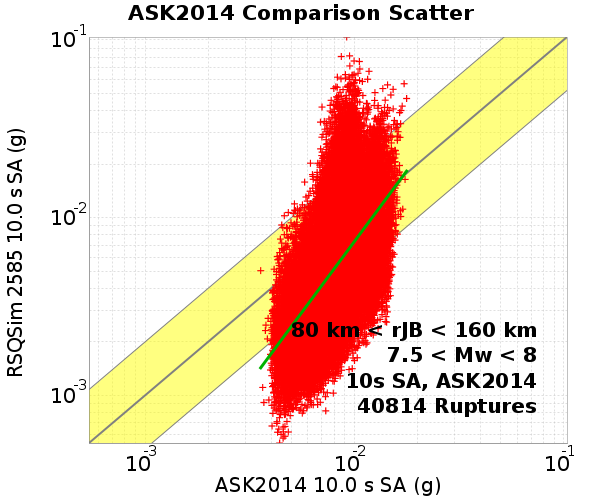 ASK2014 Comparison Scatter
10-1
10-2
10-3
RSQSim 2585 10.0 s SA (g)
80 km < rJB < 160 km
7.5 < Mw < 8
10s SA, ASK2014
40814 Ruptures
10-3 10-2 10-1
ASK2014 10.0 s SA (g)